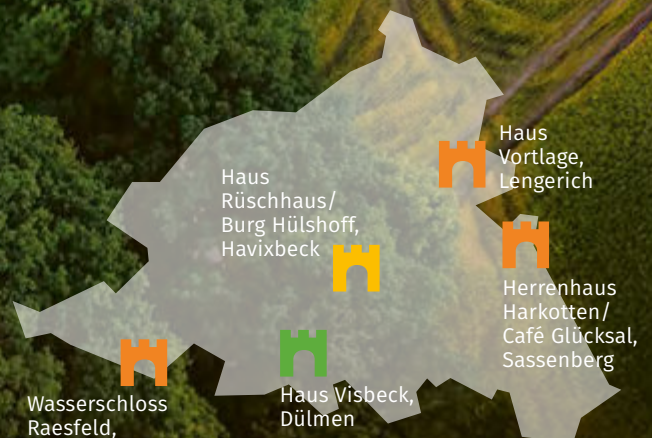 Haus
Vortlage,
Lengerich
Haus
Rüschhaus/
Burg Hülshoff,
Havixbeck
Herrenhaus
Harkotten/
Café Glücksal,
Sassenberg
Haus Visbeck,
Dülmen
Wasserschloss
Raesfeld,